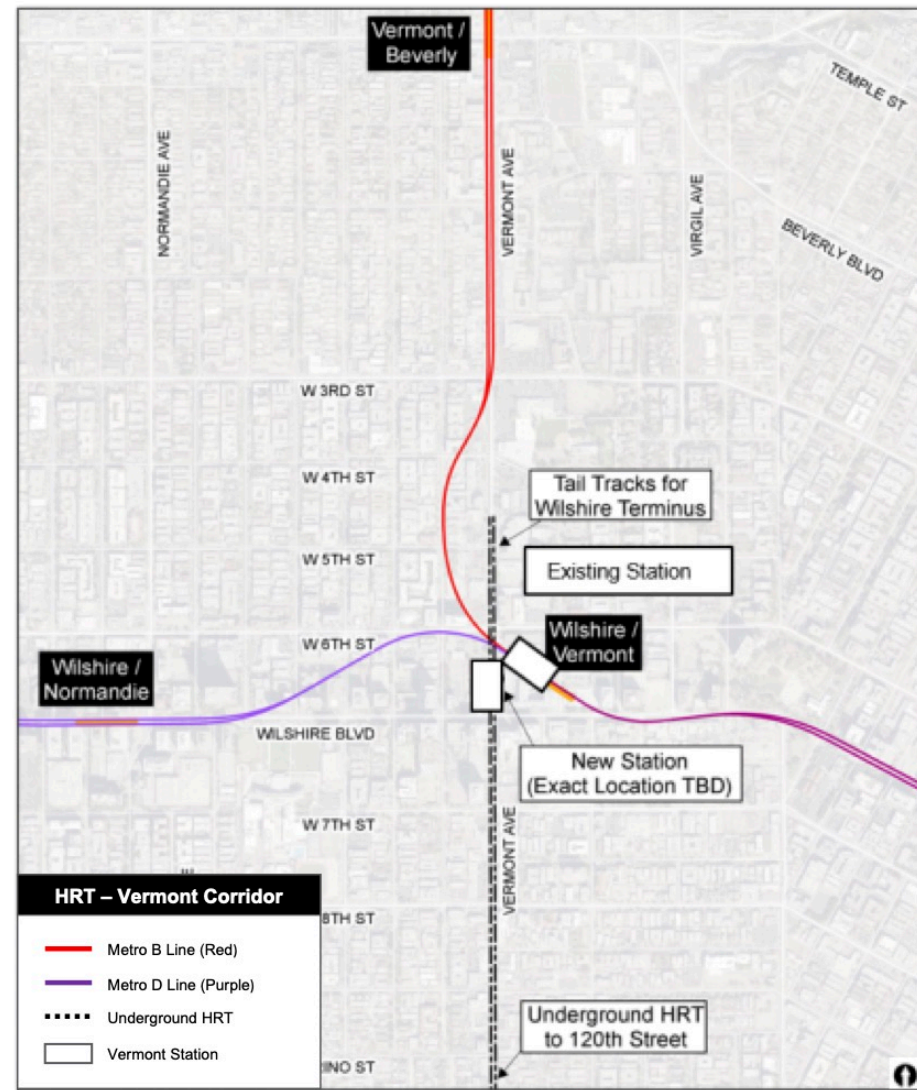 Vermont /
Beverly
TEMPLE ST
NORMANDIE AVE
VERMONT AVE
VIRGIL AVE
BEVERLY BLVD
W 3RD ST
W 4TH ST
Tail Tracks for
Wilshire Terminus
W 5TH ST
Existing Station
W 6TH ST
Wilshire /
Vermont
Wilshire /
Normandie
WILSHIRE BLVD
New Station
(Exact Location TBD)
W 7TH ST
VERMONT AVE
HRT – Vermont Corridor
8TH ST
Metro B Line (Red)
Metro D Line (Purple)
Underground HRT
Vermont Station
Underground HRT
to 120th Street
RINO ST